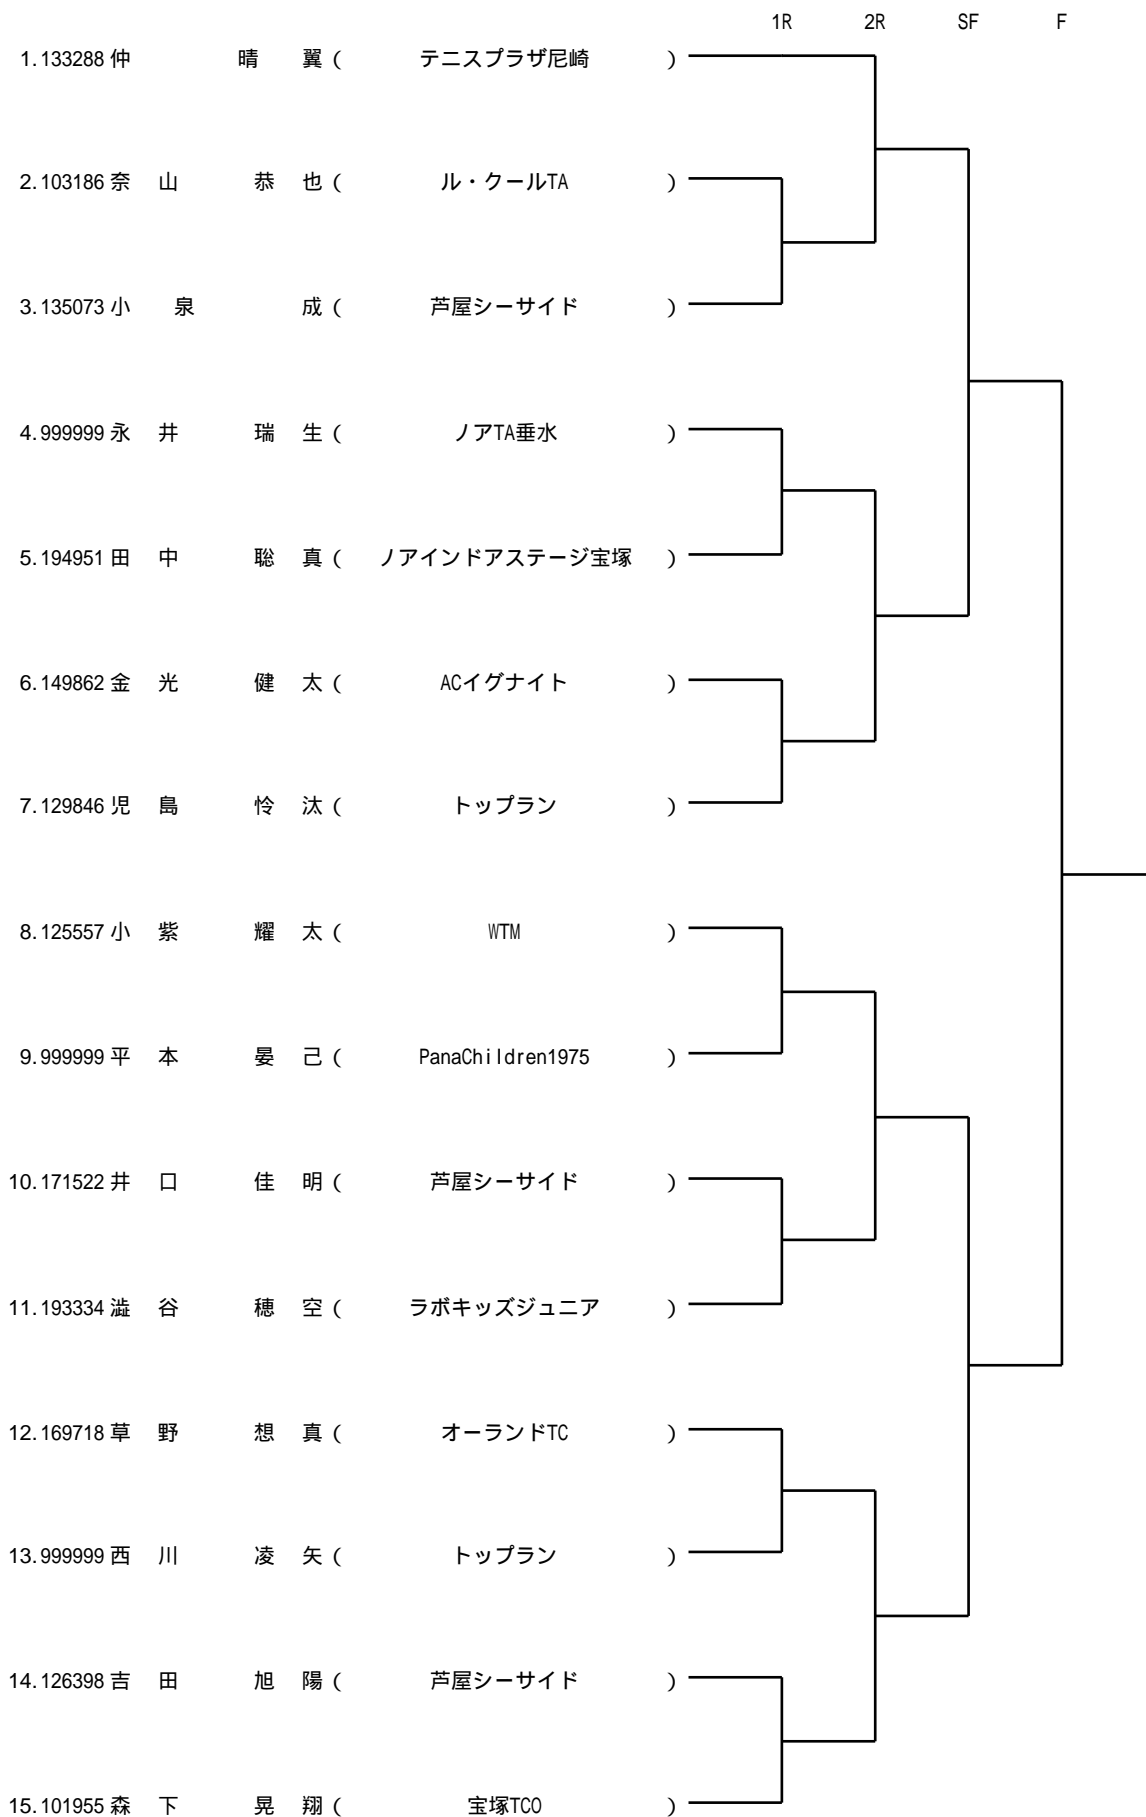 1R 2R SF F
1.133288 仲 晴 翼 ( テニスプラザ尼崎 )
2.103186 奈 山 恭 也 ( ル・クールTA )
3.135073 小 泉 成 ( 芦屋シーサイド )
4.999999 永 井 瑞 生 ( ノアTA垂水 )
5.194951 田 中 聡 真 ( ノアインドアステージ宝塚 )
6.149862 金 光 健 太 ( ACイグナイト )
7.129846 児 島 怜 汰 ( トップラン )
8.125557 小 紫 耀 太 ( WTM )
9.999999 平 本 晏 己 ( PanaChildren1975 )
10.171522 井 口 佳 明 ( 芦屋シーサイド )
11.193334 澁 谷 穂 空 ( ラボキッズジュニア )
12.169718 草 野 想 真 ( オーランドTC )
13.999999 西 川 凌 矢 ( トップラン )
14.126398 吉 田 旭 陽 ( 芦屋シーサイド )
15.101955 森 下 晃 翔 ( 宝塚TCO )